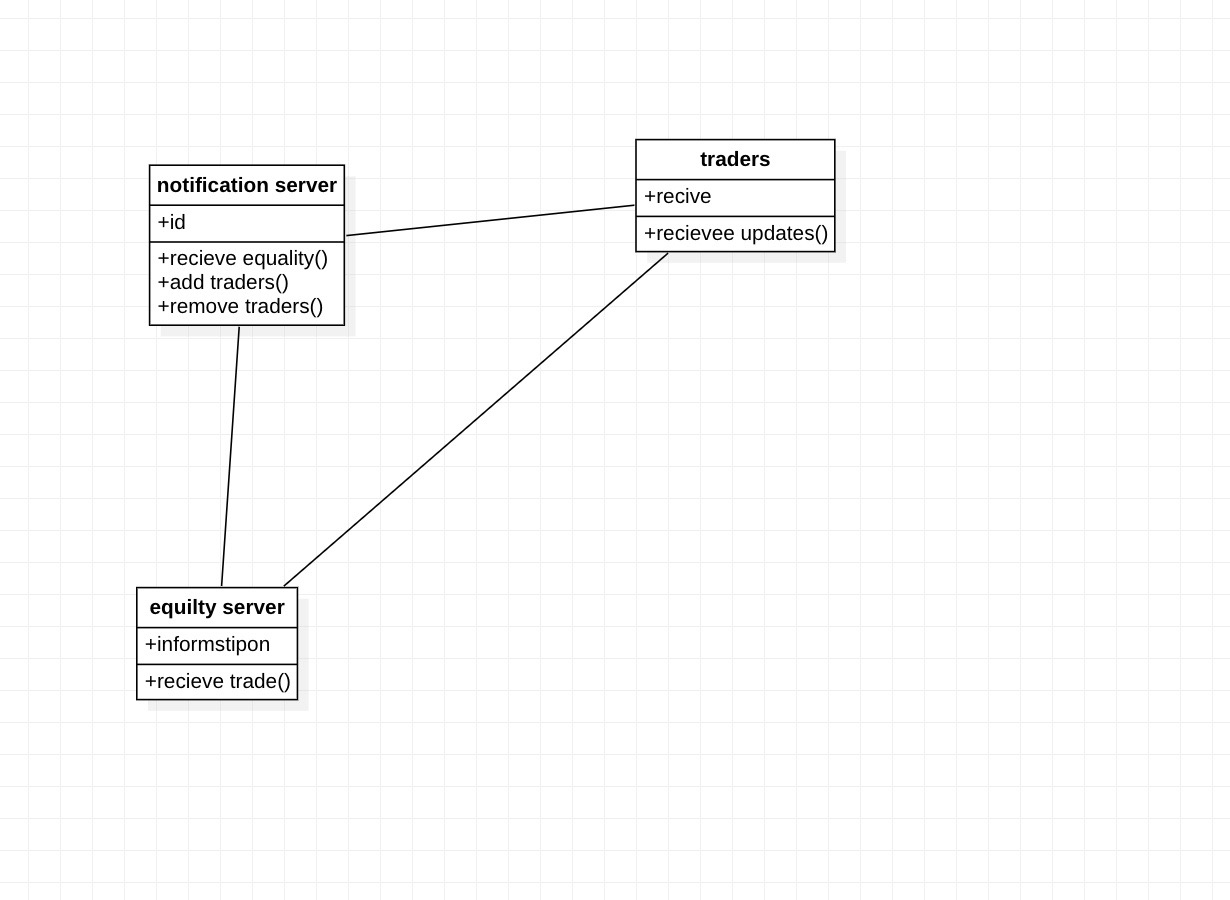 notification server
+id
+recieve equality()
+add traders()
+remove traders()
traders
+recive
+recievee updates()
equilty server
+informstipon
+recieve trade()